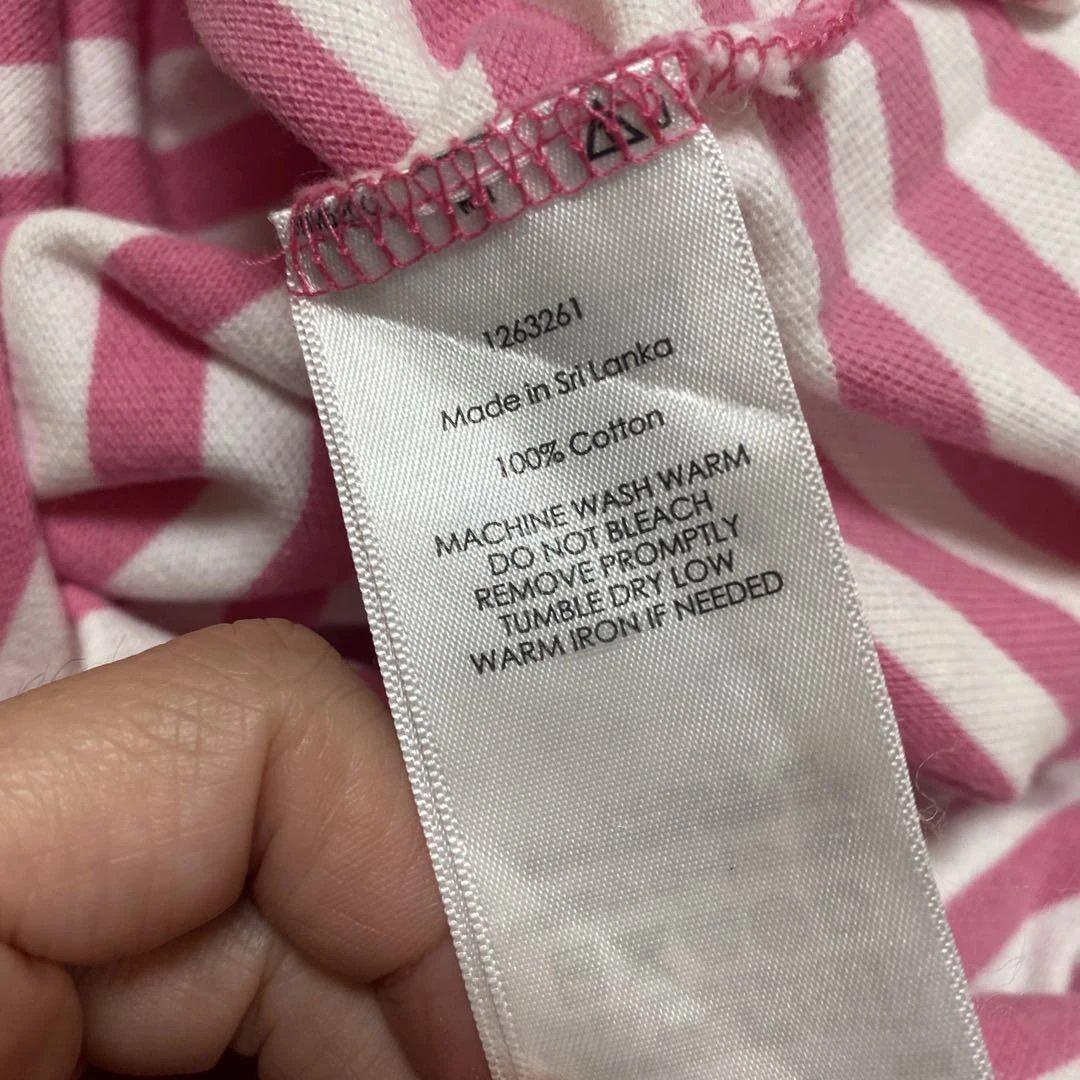 1263261
Made in Sri Lanka
100% Cotton
MACHINE WASH WARM
DO NOT BLEACH
REMOVE PROMPTLY
TUMBLE DRY LOW
WARM IRON IF NEEDED